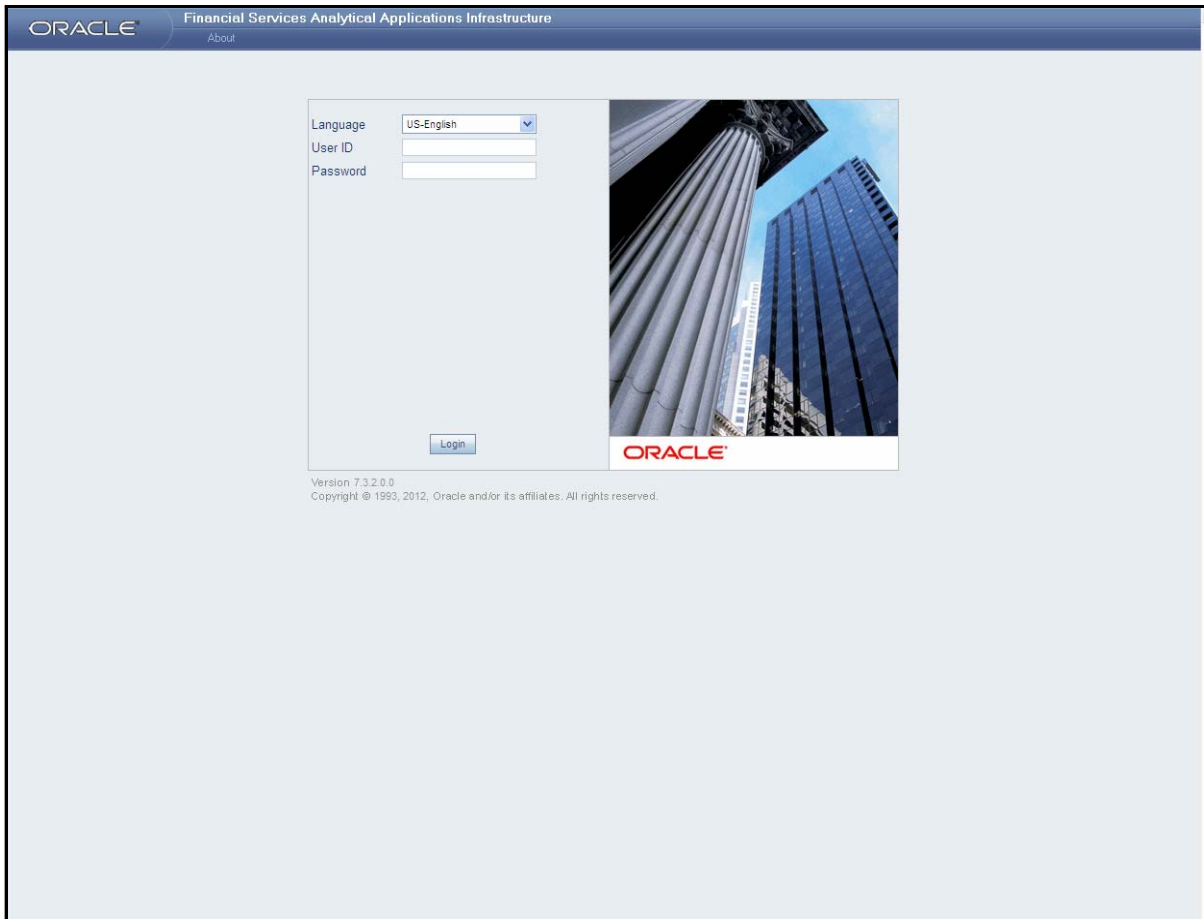 ORACLE®
Financial Services Analytical Applications Infrastructure
About
Language US-English
User ID
Password
Login
ORACLE®
Version 7.3.2.0.0
Copyright © 1993, 2012, Oracle and/or its affiliates. All rights reserved.